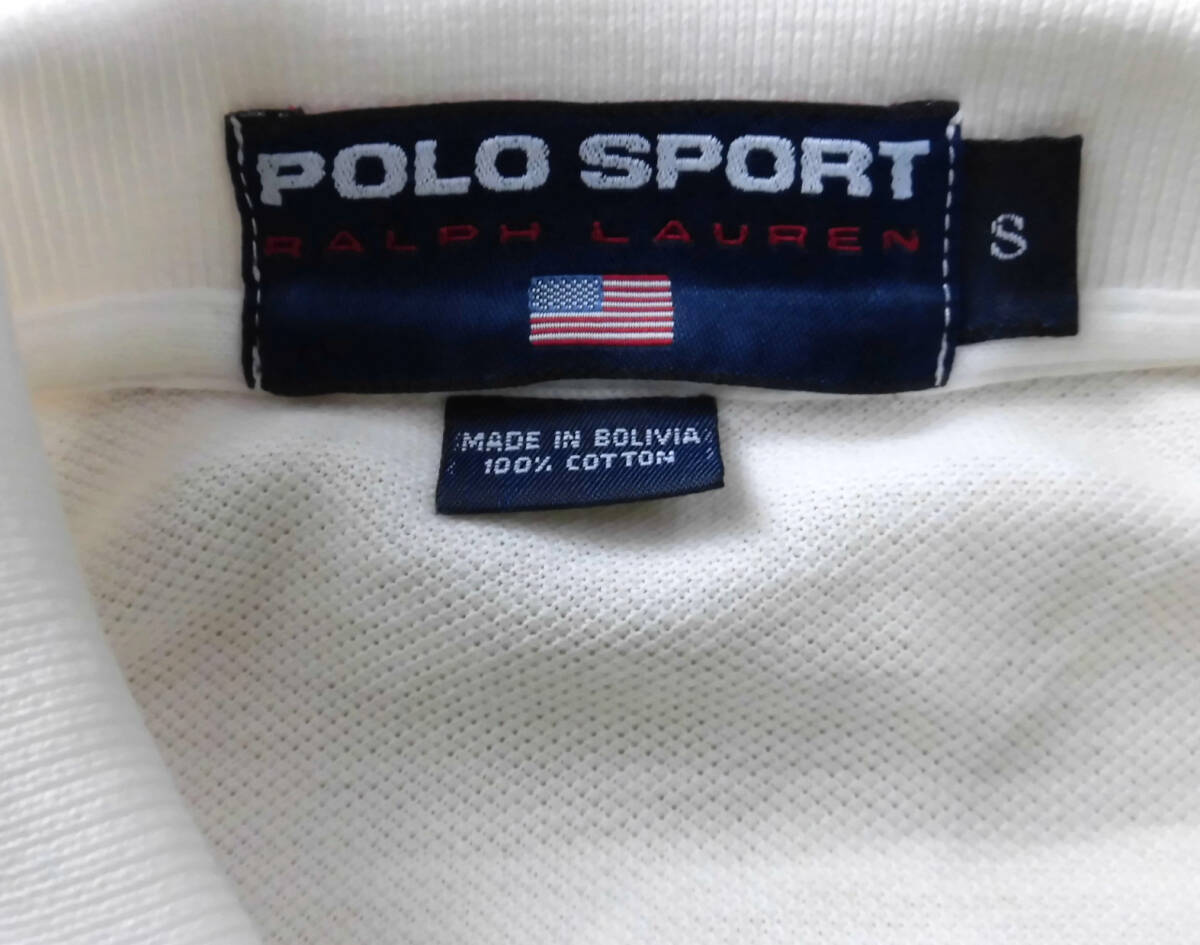 POLO SPORT
RALPH LAUREN
S
MADE IN BOLIVIA
100% COTTON